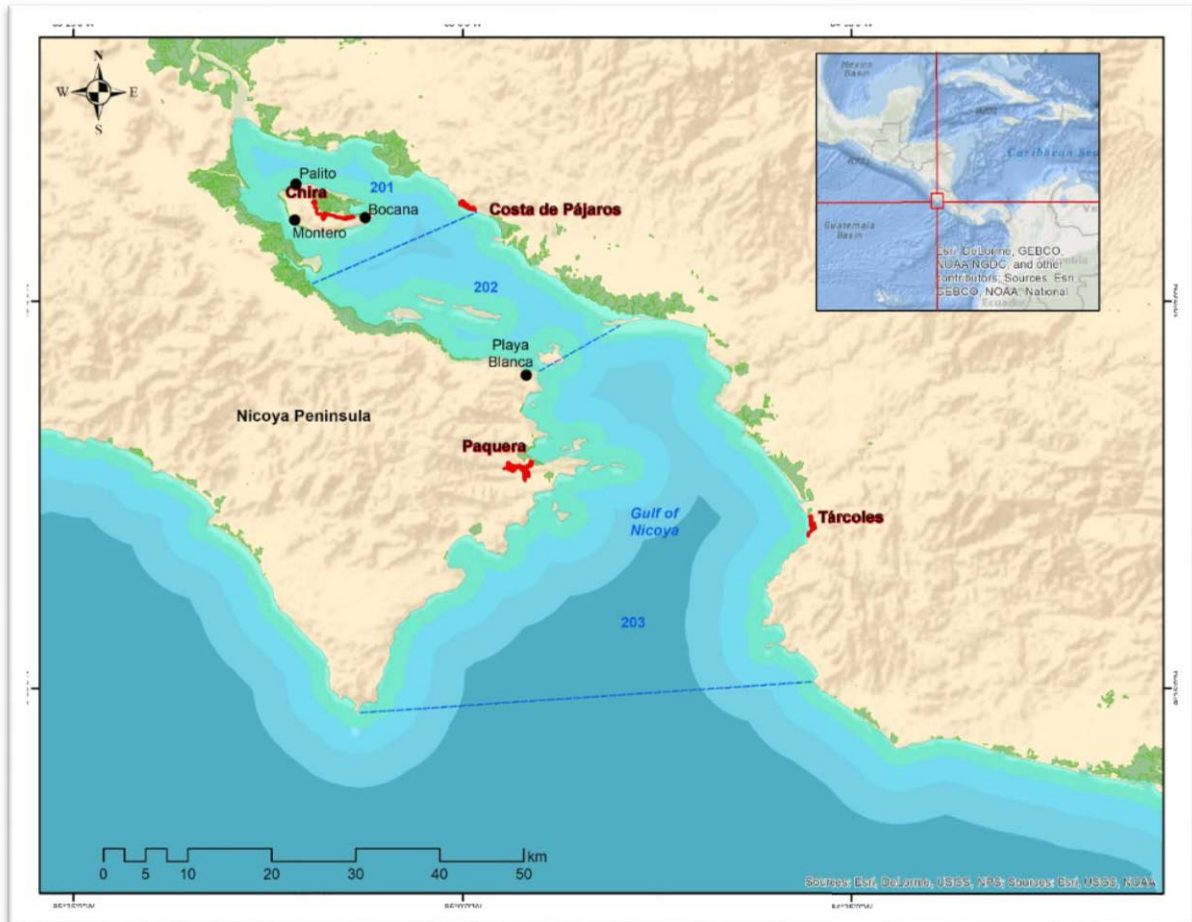 N
W E
S
Mexico
Basin
Caribbean Sea
Guatemala
Basin
Esri, DeLorme, GEBCO,
NOAA NGDC, and other
contributors; Sources: Esri,
GEBCO, NOAA, National
Palito
Chira
201
Bocana
Costa de Pájaros
Montero
202
Playa
Blanca
Nicoya Peninsula
Paquera
Gulf of
Nicoya
Tárcoles
203
km
0 5 10 20 30 40 50
Sources: Esri, DeLorme, USGS, NPS; Sources: Esri, USGS, NOAA